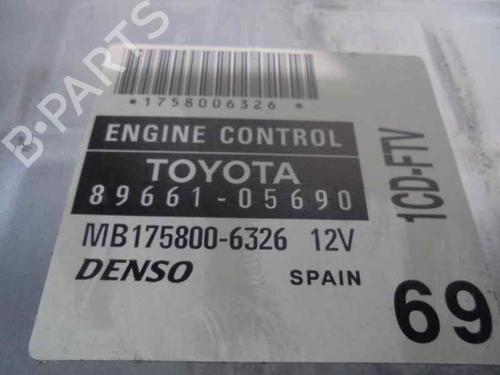 B-PARTS
*1758006326*
ENGINE CONTROL
TOYOTA
89661-05690
MB175800-6326 12V
DENSO SPAIN
1CD-FTV
69